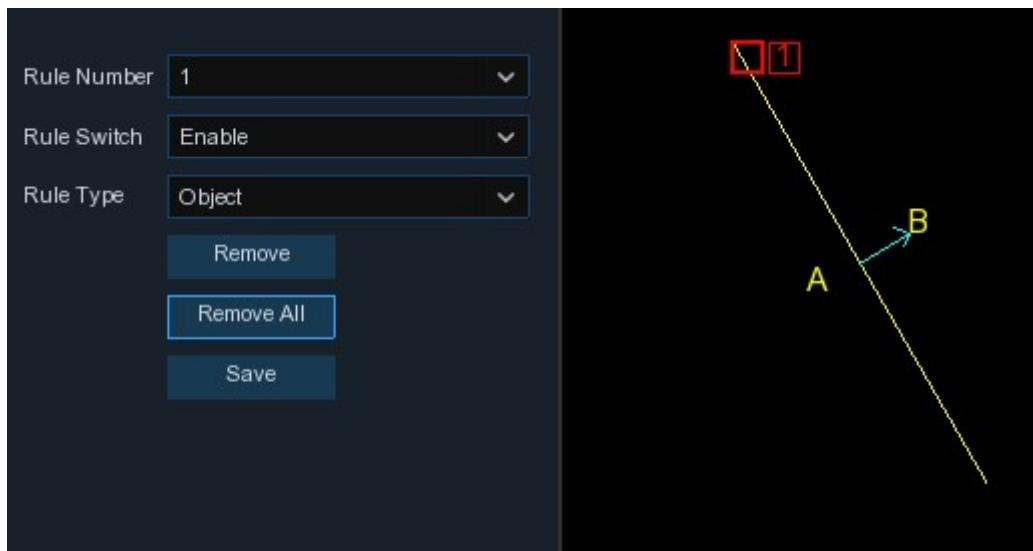 Rule Number 1
Rule Switch Enable
Rule Type Object
Remove
Remove All
Save
1
B
A